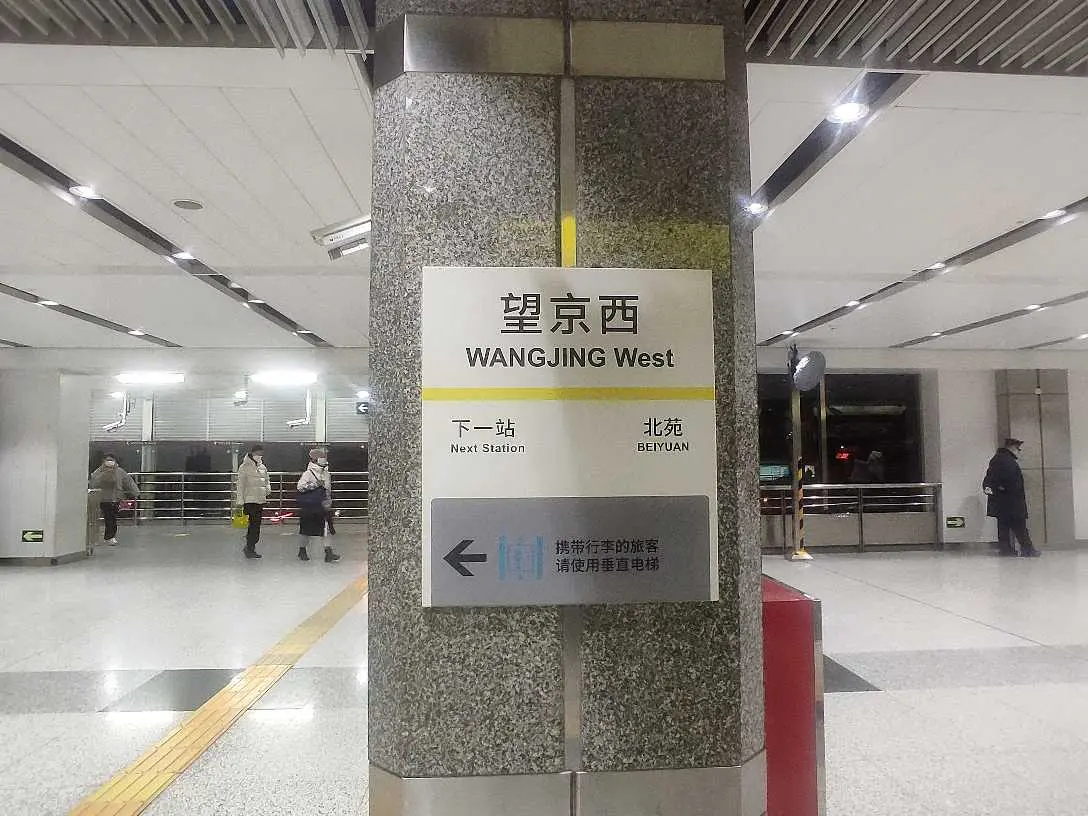 望京西
WANGJING West
下一站
Next Station
北苑
BEIYUAN
携带行李的旅客
请使用垂直电梯